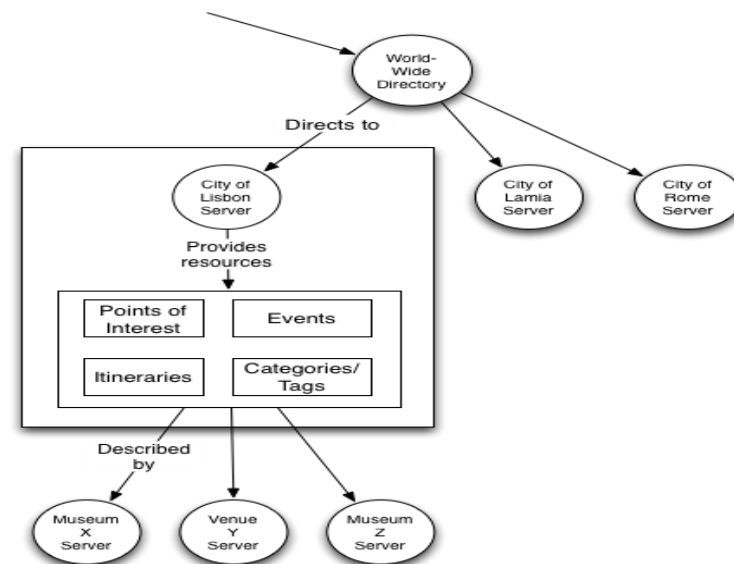 World-
Wide
Directory
Directs to
City of
Lisbon
Server
City of
Lamia
Server
City of
Rome
Server
Provides
resources
Points of
Interest
Events
Itineraries
Categories/
Tags
Described
by
Museum
X
Server
Venue
Y
Server
Museum
Z
Server